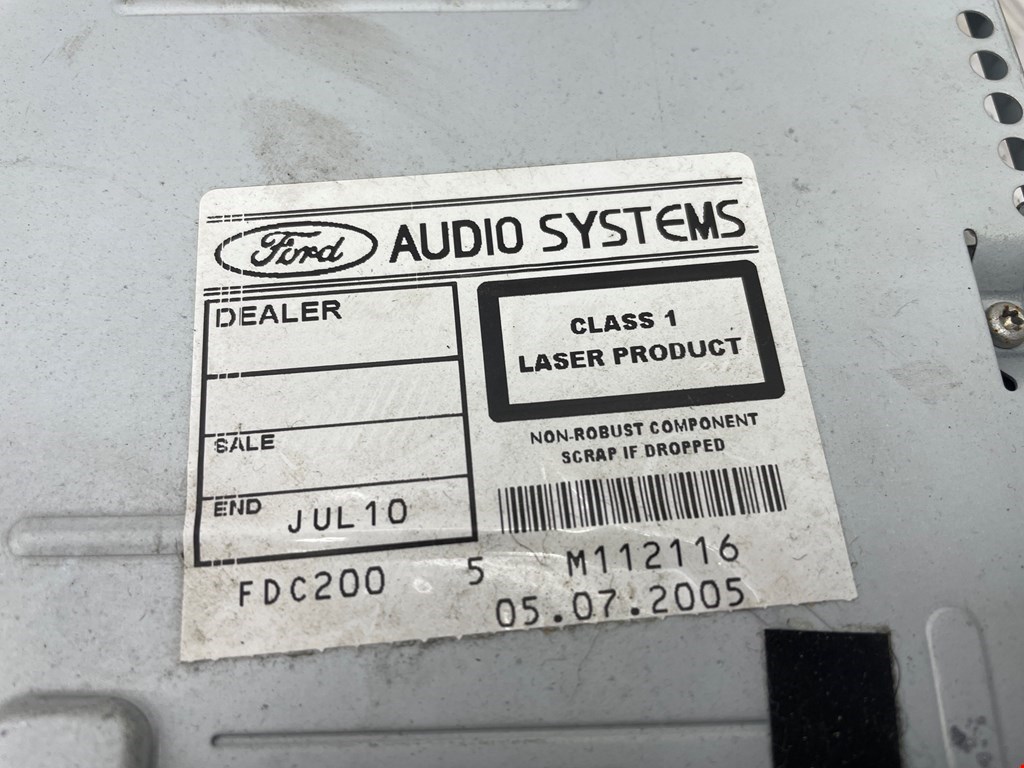 Ford AUDIO SYSTEMS
DEALER
SALE
END JUL10
CLASS 1
LASER PRODUCT
NON-ROBUST COMPONENT
SCRAP IF DROPPED
FDC200 5 M112116
05.07.2005